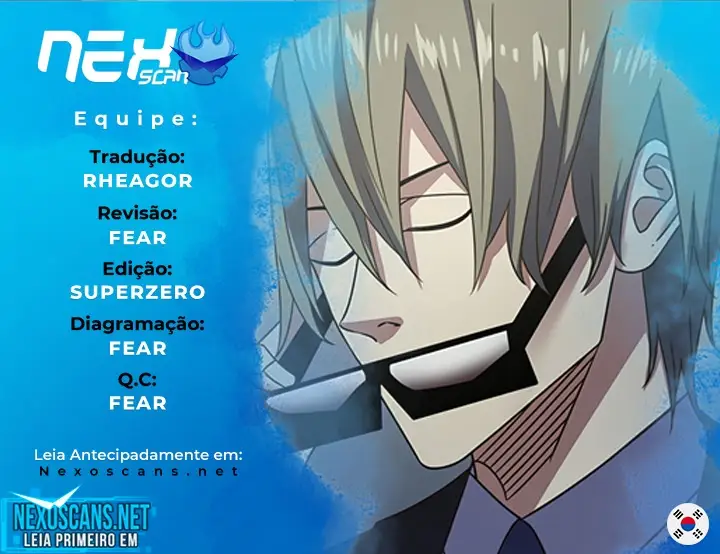 NEXO
SCAN
Equipe:
Tradução:
RHEAGOR
Revisão:
FEAR
Edição:
SUPERZERO
Diagramação:
FEAR
Q.C:
FEAR
Leia Antecipadamente em:
Nexoscans.net
NEXOSCANS.NET
LEIA PRIMEIRO EM